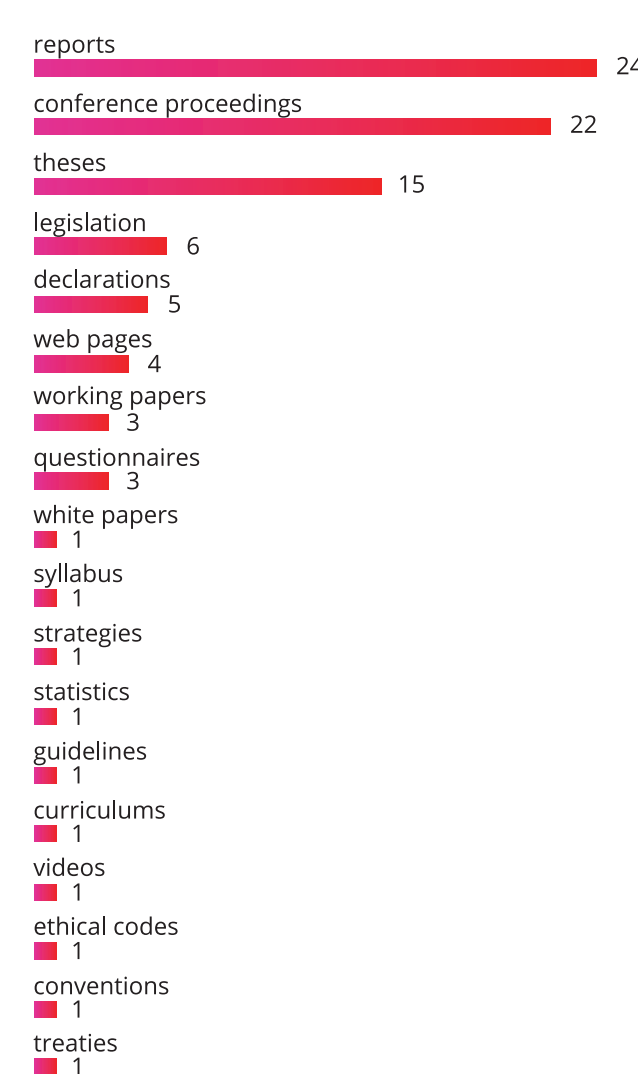 reports
24
conference proceedings
22
theses
15
legislation
6
declarations
5
web pages
4
working papers
3
questionnaires
3
white papers
1
syllabus
1
strategies
1
statistics
1
guidelines
1
curriculums
1
videos
1
ethical codes
1
conventions
1
treaties
1